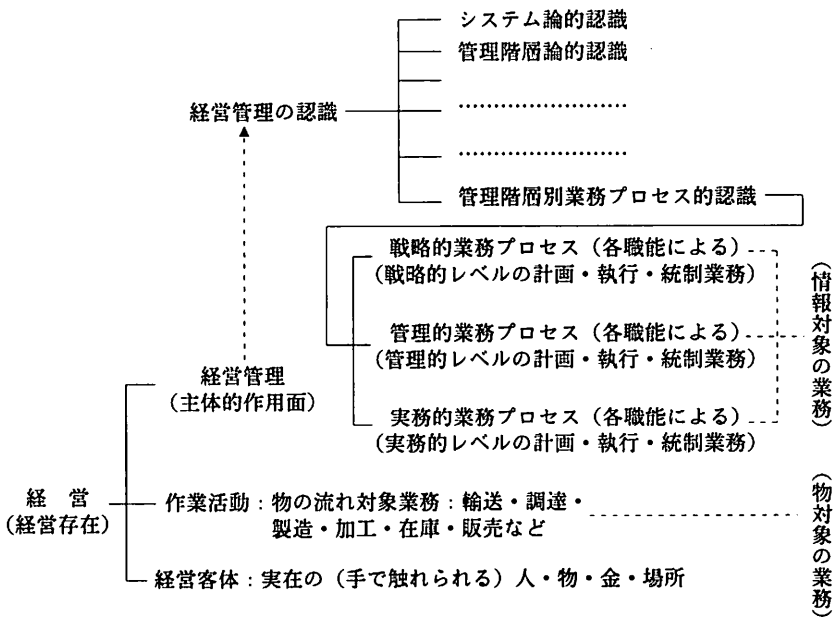 システム論的認識
管理階層論的認識
経営管理の認識
………………………
………………………
管理階層別業務プロセス的認識
戦略的業務プロセス（各職能による）
（戦略的レベルの計画・執行・統制業務）
管理的業務プロセス（各職能による）
（管理的レベルの計画・執行・統制業務）
実務的業務プロセス（各職能による）
（実務的レベルの計画・執行・統制業務）
（情報対象の業務）
経営管理
（主体的作用面）
経　営
（経営存在）
作業活動：物の流れ対象業務：輸送・調達・
製造・加工・在庫・販売など
経営客体：実在の（手で触れられる）人・物・金・場所
（物対象の業務）